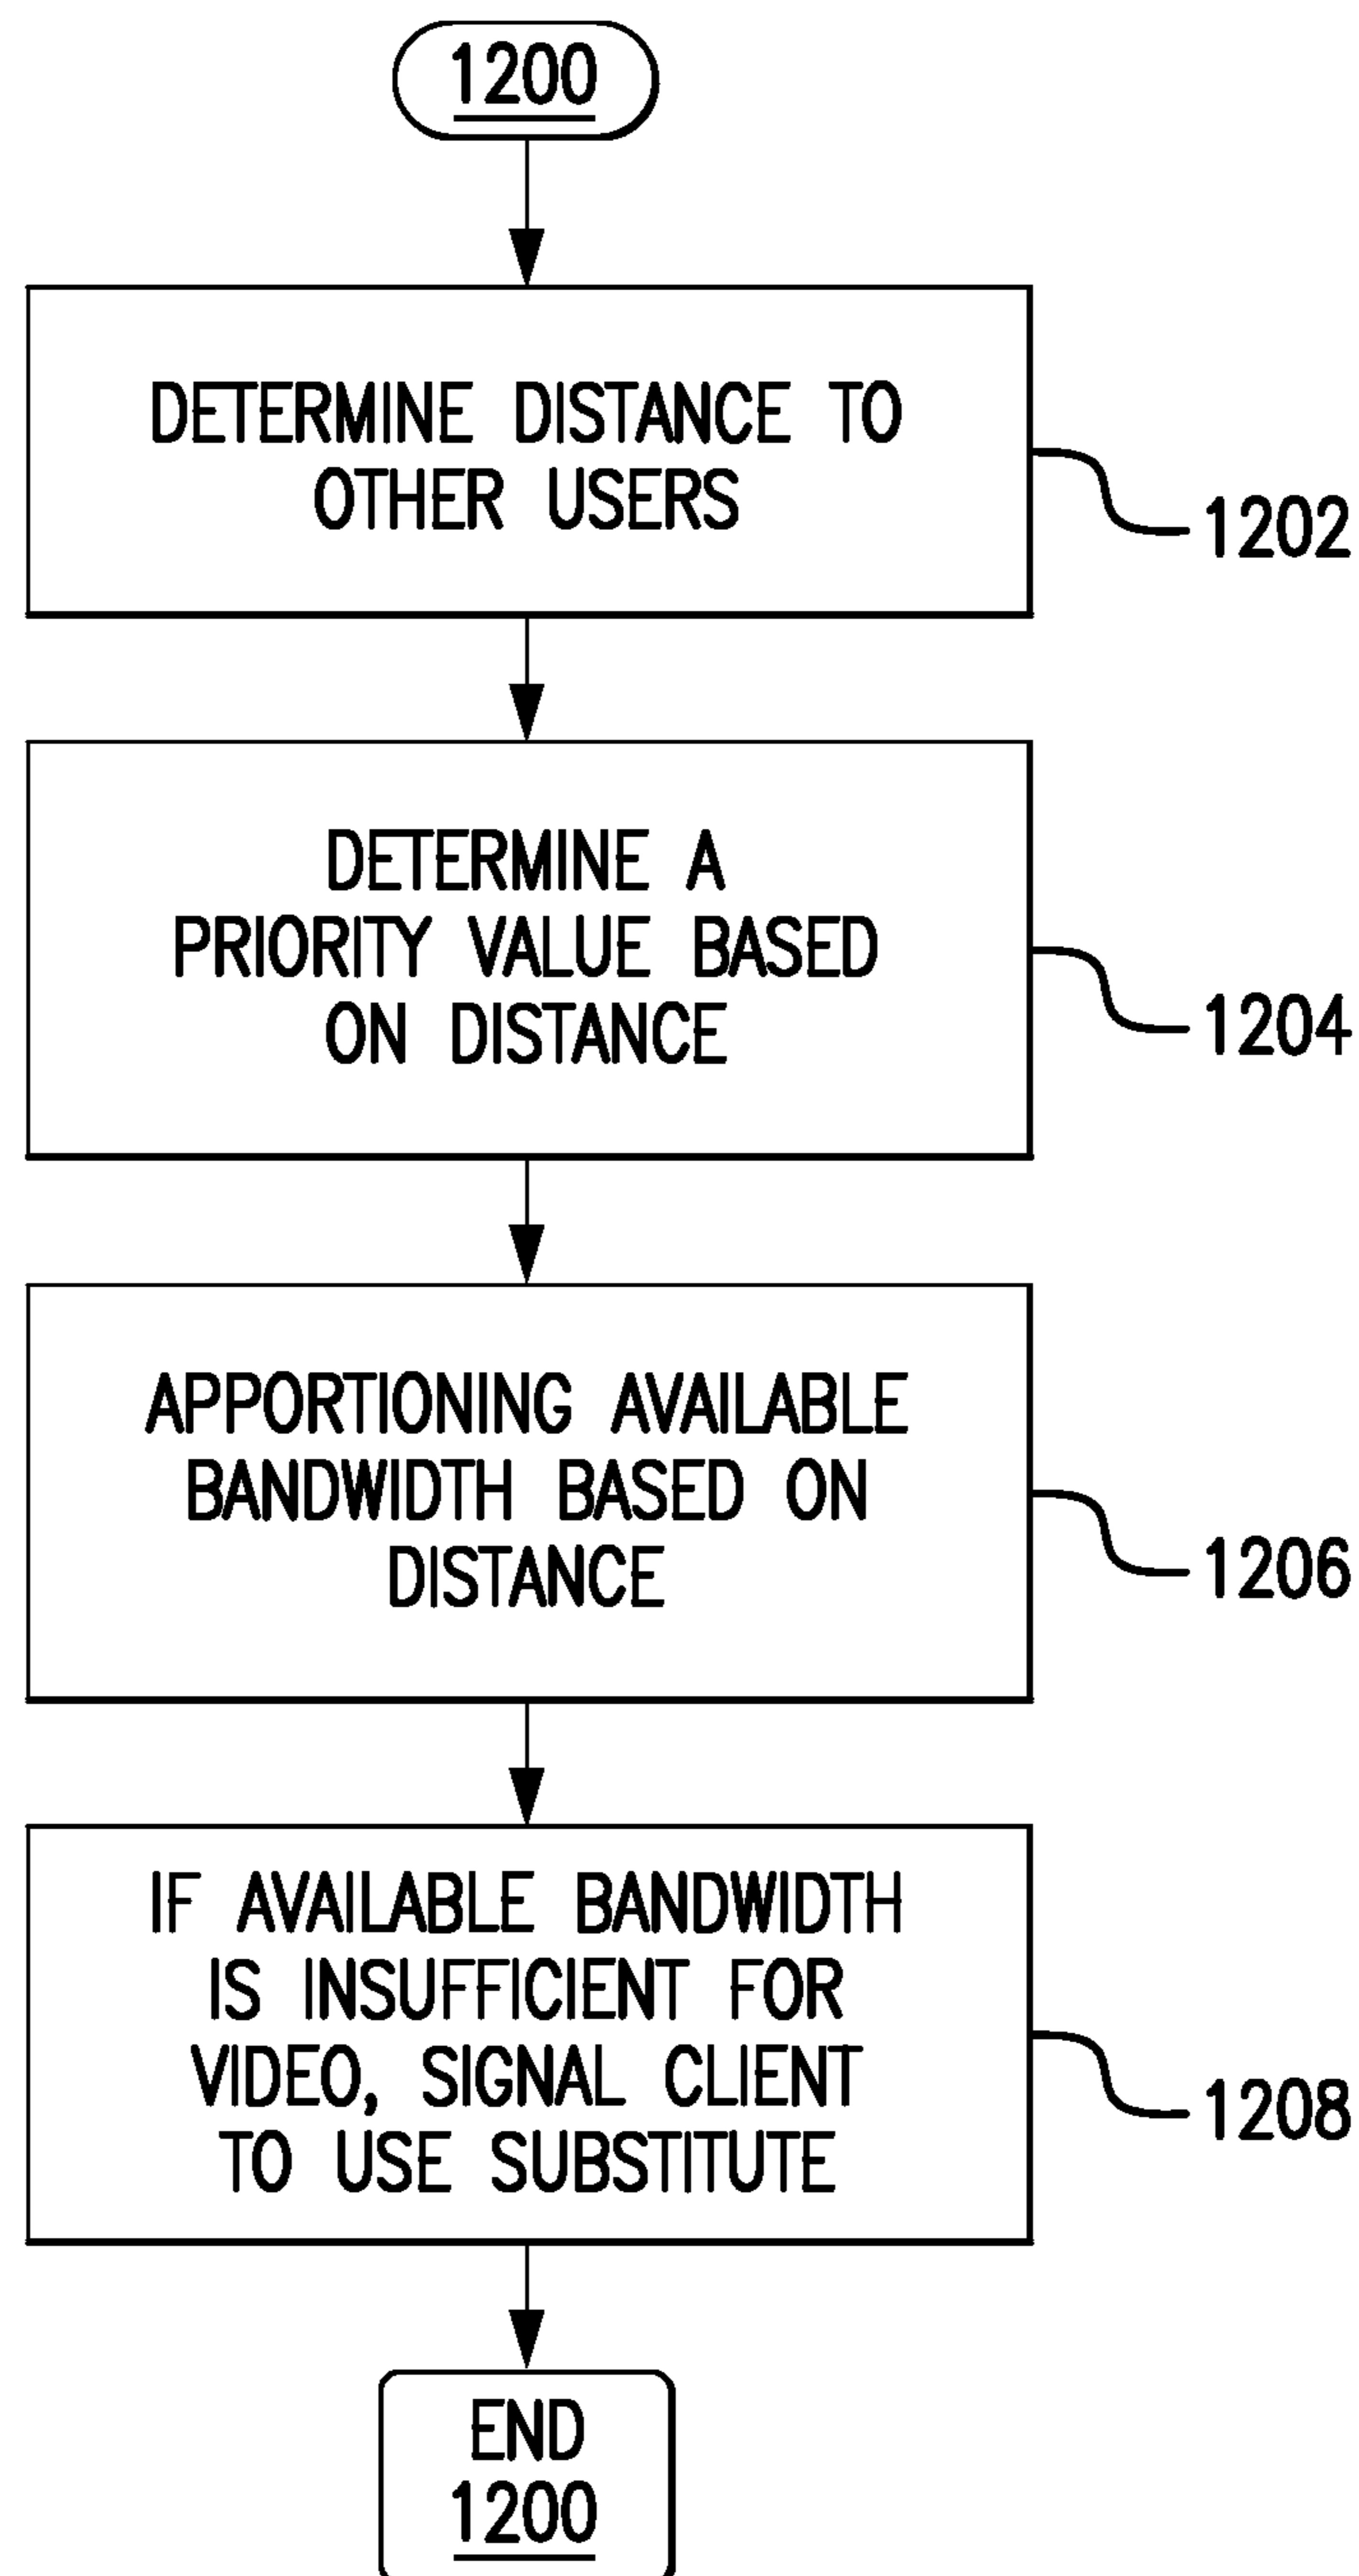 1200
DETERMINE DISTANCE TO
OTHER USERS
1202
DETERMINE A
PRIORITY VALUE BASED
ON DISTANCE
1204
APPORTIONING AVAILABLE
BANDWIDTH BASED ON
DISTANCE
1206
IF AVAILABLE BANDWIDTH
IS INSUFFICIENT FOR
VIDEO, SIGNAL CLIENT
TO USE SUBSTITUTE
1208
END
1200